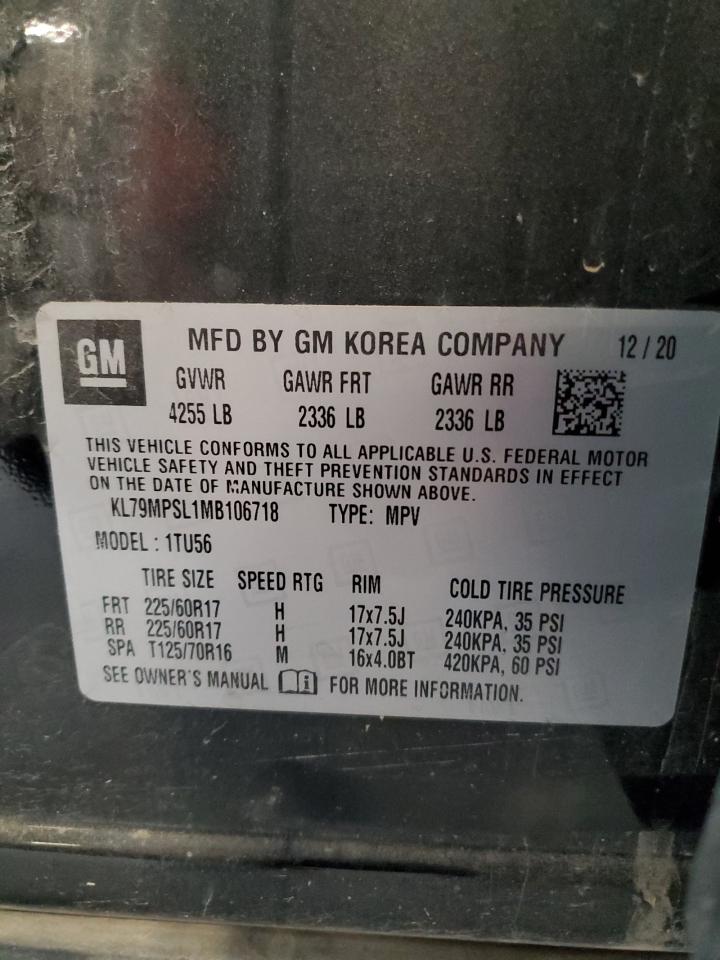 GM
MFD BY GM KOREA COMPANY 12 / 20
GVWR GAWR FRT GAWR RR
4255 LB 2336 LB 2336 LB
THIS VEHICLE CONFORMS TO ALL APPLICABLE U.S. FEDERAL MOTOR
VEHICLE SAFETY AND THEFT PREVENTION STANDARDS IN EFFECT
ON THE DATE OF MANUFACTURE SHOWN ABOVE.
KL79MPSL1MB106718 TYPE: MPV
MODEL : 1TU56
TIRE SIZE SPEED RTG RIM COLD TIRE PRESSURE
FRT 225/60R17 H 17x7.5J 240KPA, 35 PSI
RR 225/60R17 H 17x7.5J 240KPA, 35 PSI
SPA T125/70R16 M 16x4.0BT 420KPA, 60 PSI
SEE OWNER'S MANUAL i FOR MORE INFORMATION.